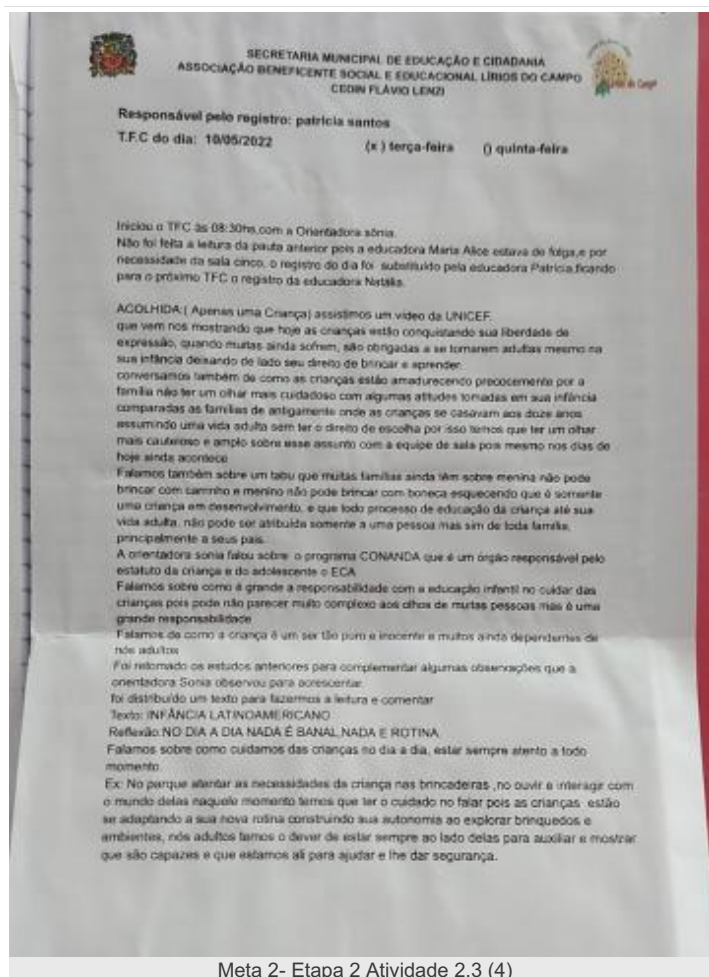 SECRETARIA MUNICIPAL DE EDUCAÇÃO E CIDADANIA
ASSOCIAÇÃO BENEFICENTE SOCIAL E EDUCACIONAL LÍRIOS DO CAMPO
CEDIN FLÁVIO LENZI
Responsável pelo registro: patricia santos
T.F.C do dia: 10/05/2022 (x ) terça-feira () quinta-feira
Iniciou o TFC às 08:30hs,com a Orientadora sônia.
Não foi feita a leitura da pauta anterior pois a educadora Maria Alice estava de folga,e por
necessidade da sala cinco, o registro do dia foi substituído pela educadora Patricia,ficando
para o próximo TFC o registro da educadora Natália.
ACOLHIDA:( Apenas uma Criança) assistimos um vídeo da UNICEF.
que vem nos mostrando que hoje as crianças estão conquistando sua liberdade de
expressão, quando muitas ainda sofrem, são obrigadas a se tornarem adultas mesmo na
sua infância deixando de lado seu direito de brincar e aprender.
conversamos também de como as crianças estão amadurecendo precocemente por a
família não ter um olhar mais cuidadoso com algumas atitudes tomadas em sua infância
comparadas as famílias de antigamente onde as crianças se casavam aos doze anos
assumindo uma vida adulta sem ter o direito de escolha por isso temos que ter um olhar
mais cauteloso e amplo sobre esse assunto com a equipe de sala pois mesmo nos dias de
hoje ainda acontece
Falamos também sobre um tabu que muitas famílias ainda têm sobre menina não pode
brincar com carrinho e menino não pode brincar com boneca esquecendo que é somente
uma criança em desenvolvimento, e que todo processo de educação da criança até sua
vida adulta, não pode ser atribuída somente a uma pessoa mas sim de toda família,
principalmente a seus pais.
A orientadora sonia falou sobre o programa CONANDA que é um órgão responsável pelo
estatuto da criança e do adolescente o ECA
Falamos sobre como é grande a responsabilidade com a educação infantil no cuidar das
crianças pois pode não parecer muito complexo aos olhos de muitas pessoas mas é uma
grande responsabilidade
Falamos de como a criança é um ser tão puro e inocente e muitos ainda dependentes de
nós adultos
Foi retomado os estudos anteriores para complementar algumas observações que a
orientadora Sonia observou para acrescentar.
foi distribuído um texto para fazermos a leitura e comentar
Texto: INFÂNCIA LATINOAMERICANO
Reflexão:NO DIA A DIA NADA É BANAL,NADA E ROTINA.
Falamos sobre como cuidamos das crianças no dia a dia, estar sempre atento a todo
momento.
Ex: No parque atentar as necessidades da criança nas brincadeiras ,no ouvir e interagir com
o mundo delas naquele momento temos que ter o cuidado no falar pois as crianças estão
se adaptando a sua nova rotina construindo sua autonomia ao explorar brinquedos e
ambientes, nós adultos temos o dever de estar sempre ao lado delas para auxiliar e mostrar
que são capazes e que estamos ali para ajudar e lhe dar segurança.
Meta 2- Etapa 2 Atividade 2.3 (4)